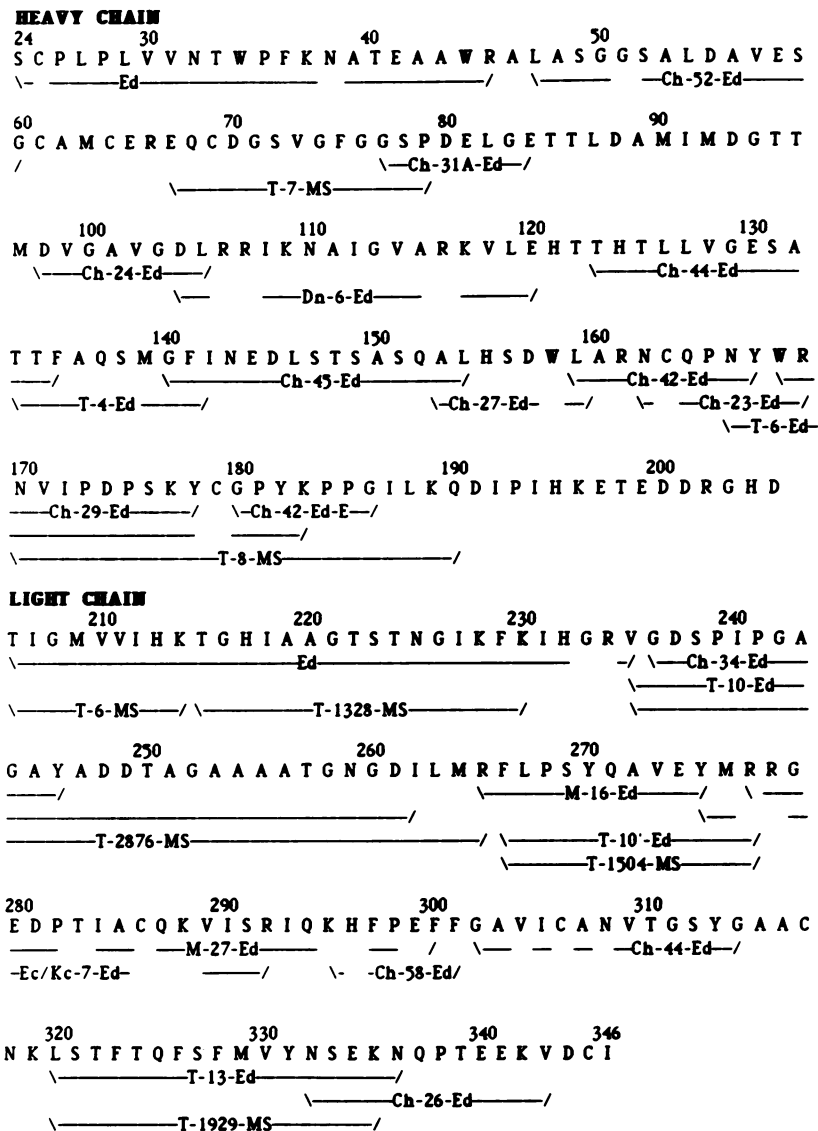 HEAVY CHAIN
24 30 40 50
S C P L P L V V N T W P F K N A T E A A W R A L A S G G S A L D A V E S
\— ———Ed——————— ————————/ \———— ——Ch-52-Ed——
60 70 80 90
G C A M C E R E Q C D G S V G F G G S P D E L G E T T L D A M I M D G T T
/ \—Ch-31A-Ed—/
\————T-7-MS————/
100 110 120 130
M D V G A V G D L R R I K N A I G V A R K V L E H T T H T L L V G E S A
\——Ch-24-Ed——/ \———Ch-44-Ed———
\— ——Dn-6-Ed—— ———/
140 150 160
T T F A Q S M G F I N E D L S T S A S Q A L H S D W L A R N C Q P N Y W R
——/ \—————Ch-45-Ed—————/ \——Ch-42-Ed——/ \——
\———T-4-Ed———/ \—Ch-27-Ed— —/ \- —Ch-23-Ed—/
\—T-6-Ed—
170 180 190 200
N V I P D P S K Y C G P Y K P P G I L K Q D I P I H K E T E D D R G H D
——Ch-29-Ed——/ \—Ch-42-Ed-E—/
———————— ————/
\————————T-8-MS————————/
LIGHT CHAIN
210 220 230 240
T I G M V V I H K T G H I A A G T S T N G I K F K I H G R V G D S P I P G A
\——————————Ed—————————— —/ \——Ch-34-Ed——
\———T-10-Ed——
\———T-6-MS———/ \—————T-1328-MS—————/ \————————
250 260 270
G A Y A D D T A G A A A A T G N G D I L M R F L P S Y Q A V E Y M R R G
——/ \———M-16-Ed———/ \ ——
————————————————/ \—— — —
————T-2876-MS————————————/ \————T-10'-Ed————/
\————T-1504-MS————/
280 290 300 310
E D P T I A C Q K V I S R I Q K H F P E F F G A V I C A N V T G S Y G A A C
—— —— ——M-27-Ed—— —— / \—— — — ——Ch-44-Ed——/
-Ec/Kc-7-Ed— ———/ \- —Ch-58-Ed/
320 330 340 346
N K L S T F T Q F S F M V Y N S E K N Q P T E E K V D C I
\——————T-13-Ed——————/
\————Ch-26-Ed————/
\—————T-1929-MS—————/